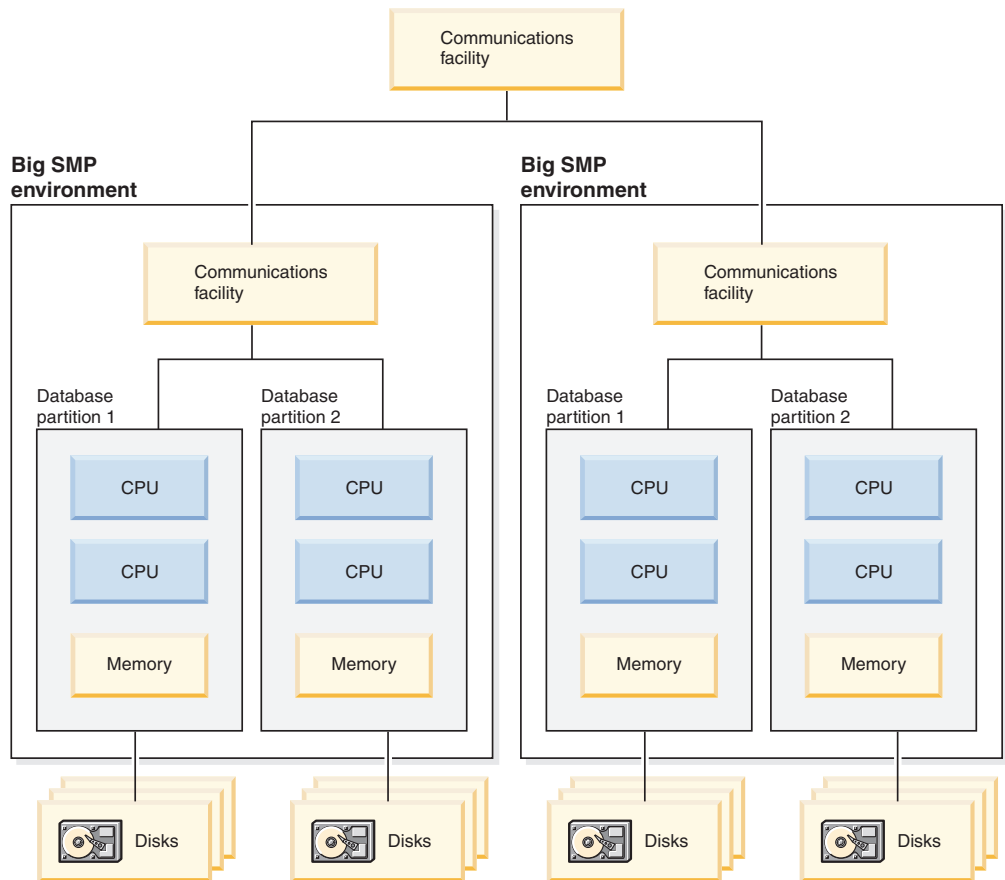 Communications
facility
Big SMP
environment
Big SMP
environment
Communications
facility
Communications
facility
Database
partition 1
Database
partition 2
Database
partition 1
Database
partition 2
CPU
CPU
CPU
CPU
CPU
CPU
CPU
CPU
Memory
Memory
Memory
Memory
Disks
Disks
Disks
Disks